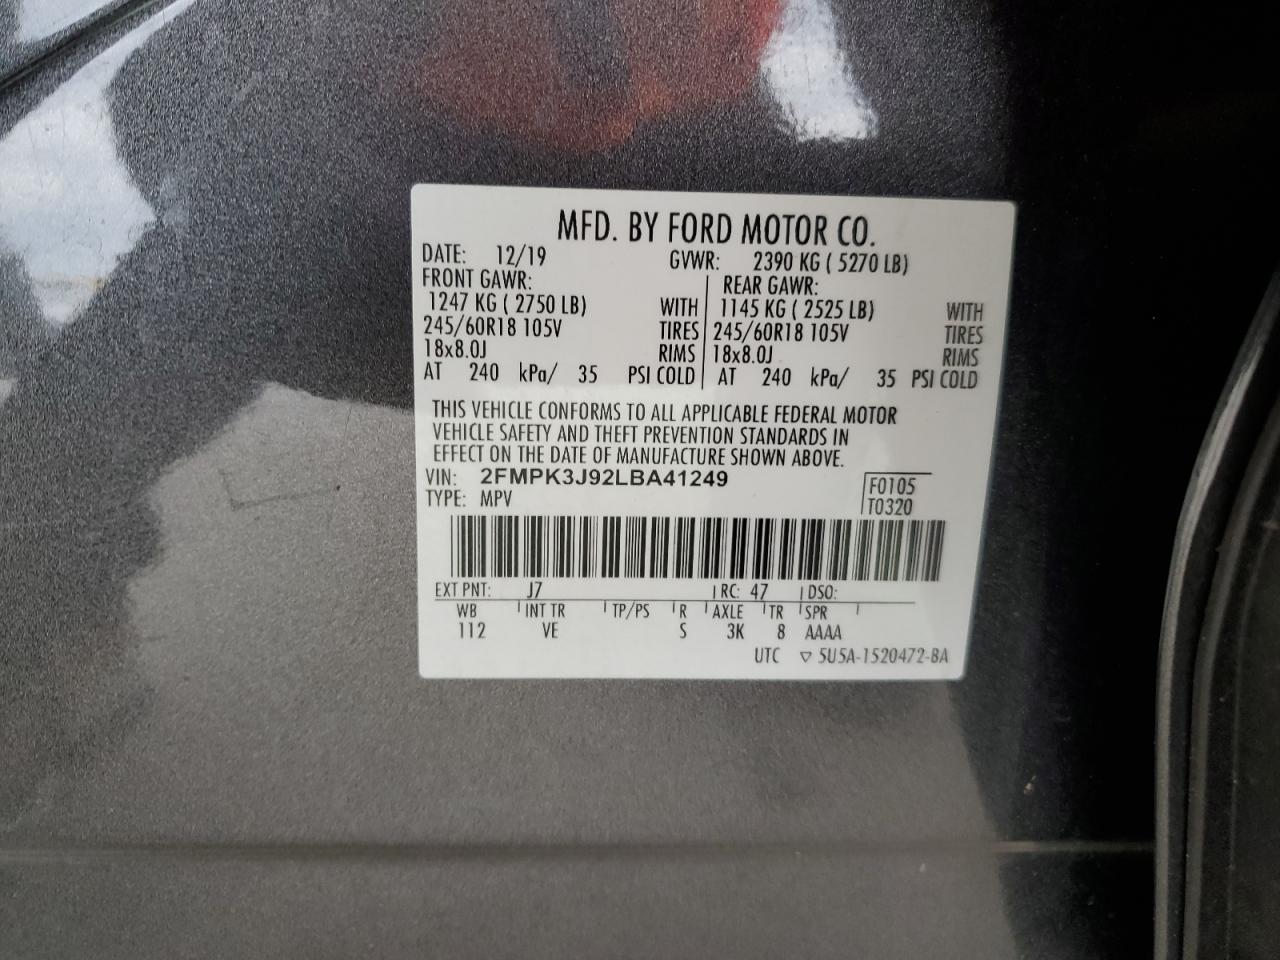 MFD. BY FORD MOTOR CO.
DATE: 12/19 GVWR: 2390 KG ( 5270 LB)
FRONT GAWR: REAR GAWR:
1247 KG ( 2750 LB) WITH 1145 KG ( 2525 LB) WITH
245/60R18 105V TIRES 245/60R18 105V TIRES
18x8.0J RIMS 18x8.0J RIMS
AT 240 kPa/ 35 PSI COLD AT 240 kPa/ 35 PSI COLD
THIS VEHICLE CONFORMS TO ALL APPLICABLE FEDERAL MOTOR
VEHICLE SAFETY AND THEFT PREVENTION STANDARDS IN
EFFECT ON THE DATE OF MANUFACTURE SHOWN ABOVE.
VIN: 2FMPK3J92LBA41249 F0105
TYPE: MPV T0320
EXT PNT: J7 RC: 47 DSO:
WB INT TR TP/PS R AXLE TR SPR
112 VE S 3K 8 AAAA
UTC ▽ 5U5A-1520472-BA